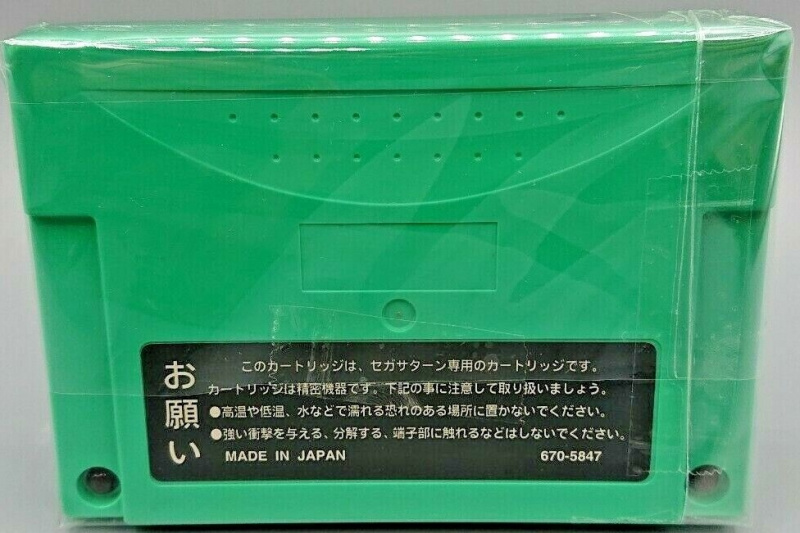 お願い
このカートリッジは、セガサターン専用のカートリッジです。
カートリッジは精密機器です。下記の事に注意して取り扱いましょう。
●高温や低温、水などで濡れる恐れのある場所に置かないでください。
●強い衝撃を与える、分解する、端子部に触れるなどはしないでください。
MADE IN JAPAN 670-5847